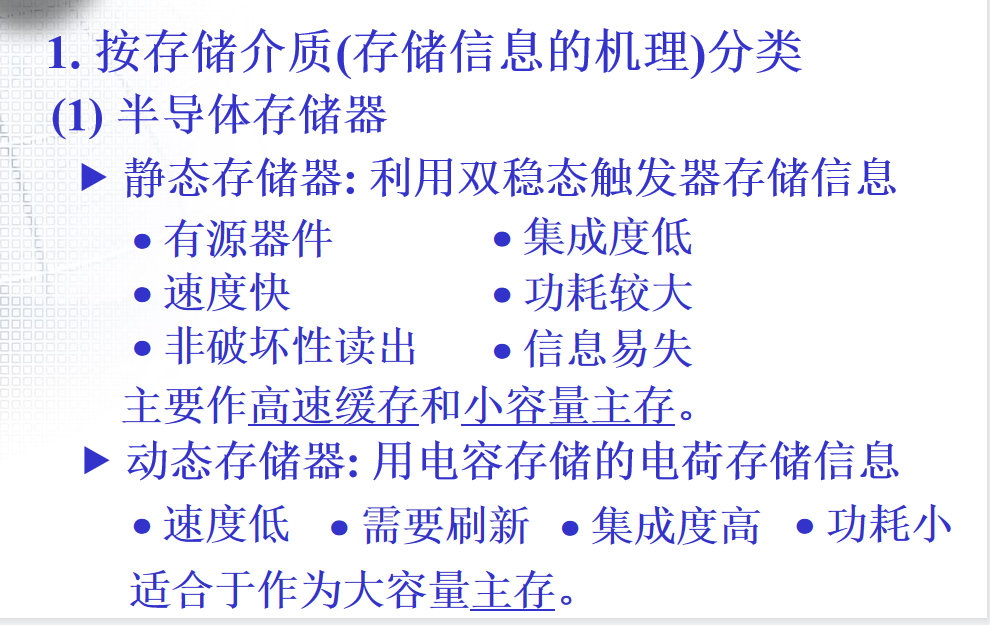 1. 按存储介质(存储信息的机理)分类
(1) 半导体存储器
▶ 静态存储器: 利用双稳态触发器存储信息
● 有源器件 ● 集成度低
● 速度快 ● 功耗较大
● 非破坏性读出 ● 信息易失
主要作高速缓存和小容量主存。
▶ 动态存储器: 用电容存储的电荷存储信息
● 速度低 ● 需要刷新 ● 集成度高 ● 功耗小
适合于作为大容量主存。